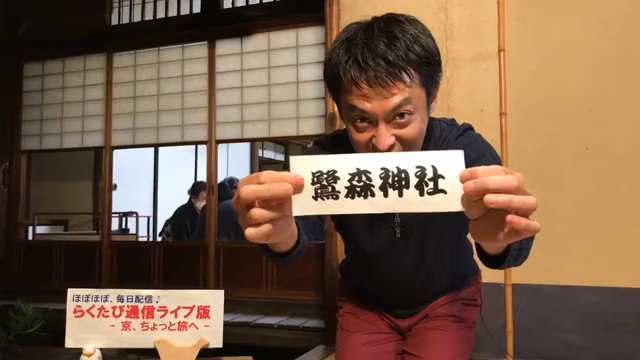 鷺森神社
ほぼほぼ、毎日配信♪
らくたび通信ライブ版
- 京、ちょっと旅へ -